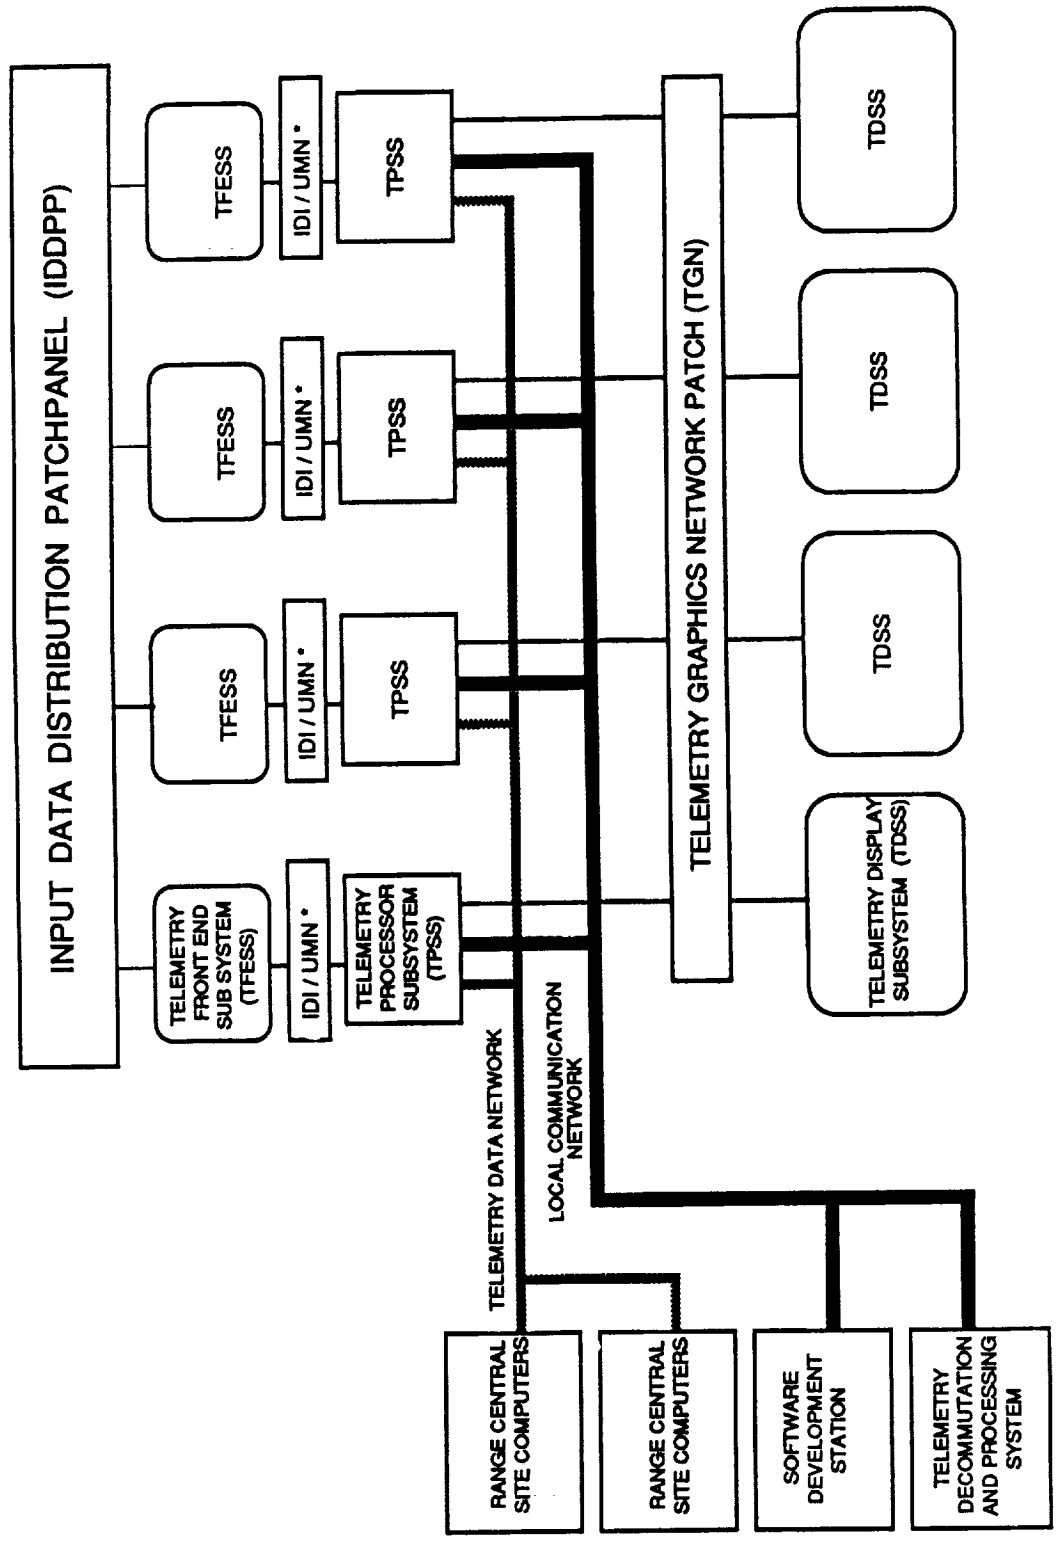 INPUT DATA DISTRIBUTION PATCHPANEL (IDDPP)
TELEMETRY
FRONT END
SUB SYSTEM
(TFESS)
TFESS
TFESS
TFESS
IDI / UMN *
IDI / UMN *
IDI / UMN *
IDI / UMN *
TELEMETRY
PROCESSOR
SUBSYSTEM
(TPSS)
TPSS
TPSS
TPSS
TELEMETRY DATA NETWORK
LOCAL COMMUNICATION
NETWORK
RANGE CENTRAL
SITE COMPUTERS
RANGE CENTRAL
SITE COMPUTERS
SOFTWARE
DEVELOPMENT
STATION
TELEMETRY
DECOMMUTATION
AND PROCESSING
SYSTEM
TELEMETRY GRAPHICS NETWORK PATCH (TGN)
TELEMETRY DISPLAY
SUBSYSTEM (TDSS)
TDSS
TDSS
TDSS